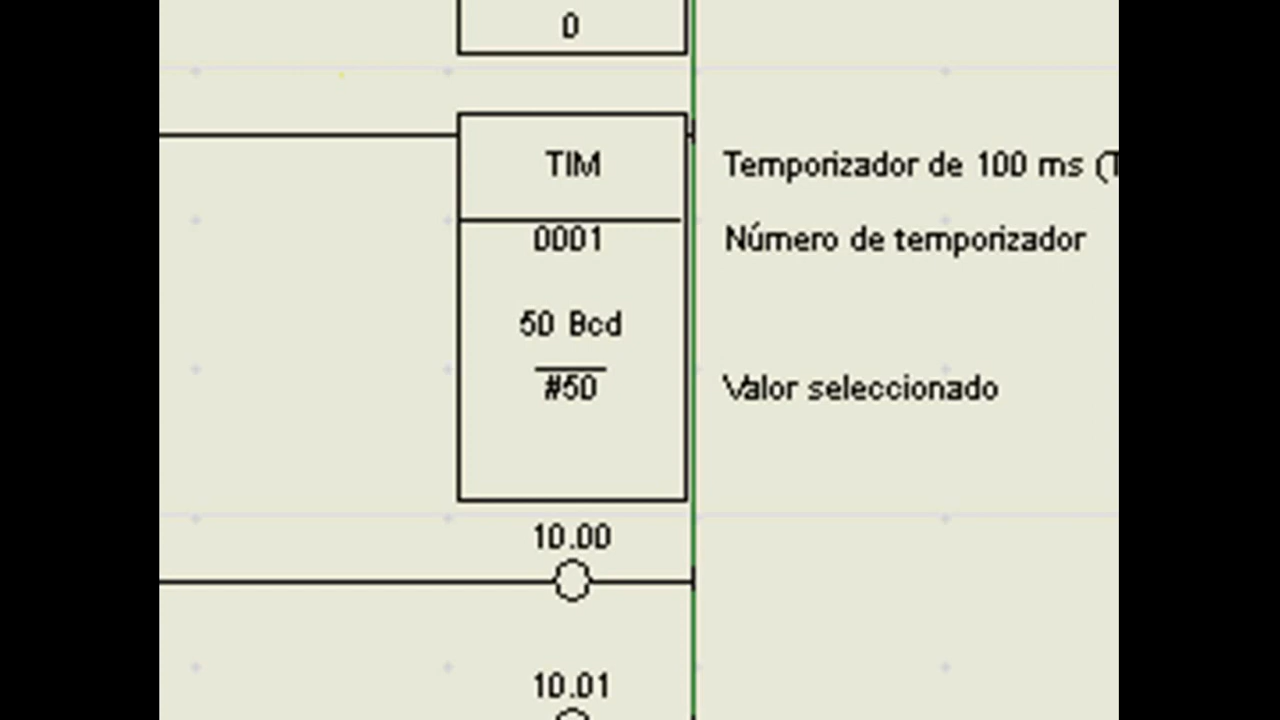 0
TIM
Temporizador de 100 ms (T
0001
Número de temporizador
50 Bcd
#50
Valor seleccionado
10.00
10.01